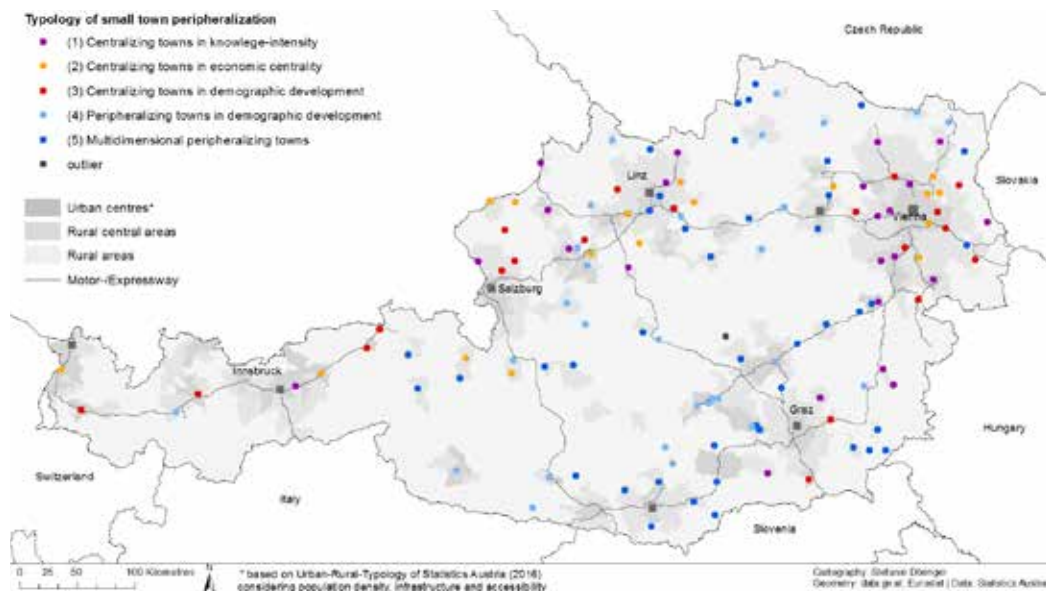 Typology of small town peripheralization
(1) Centralizing towns in knowlege-intensity
(2) Centralizing towns in economic centrality
(3) Centralizing towns in demographic development
(4) Peripheralizing towns in demographic development
(5) Multidimensional peripheralizing towns
outlier
Urban centres*
Rural central areas
Rural areas
Motor-/Expressway
Czech Republic
Slovakia
Linz
Vienna
Salzburg
Innsbruck
Graz
Hungary
Switzerland
Italy
Slovenia
0 25 50 100 Kilometres
* based on Urban-Rural-Typology of Statistics Austria (2016)
considering population density, infrastructure and accessibility
Cartography: Stefanie Döringer
Geometry: data.gv.at, Eurostat | Data: Statistics Austria